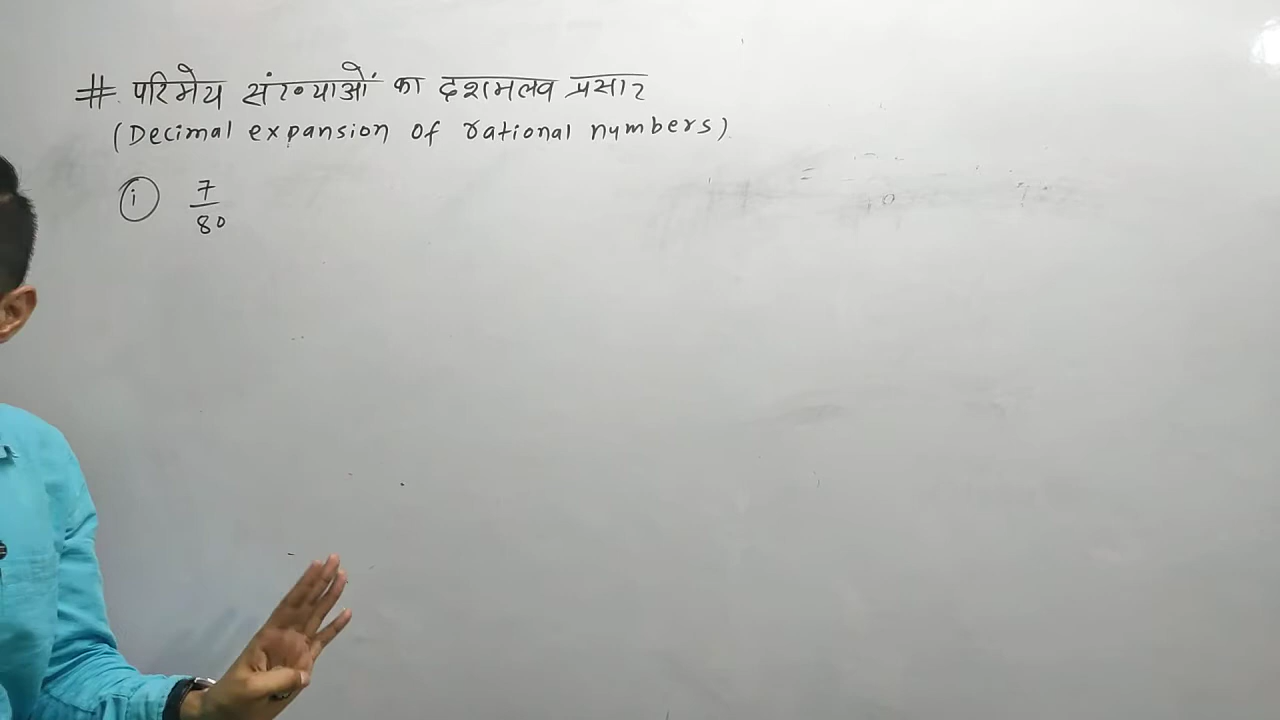 # परिमेय संख्याओं का दशमलव प्रसार
(Decimal expansion of rational numbers)
(i) 7/80